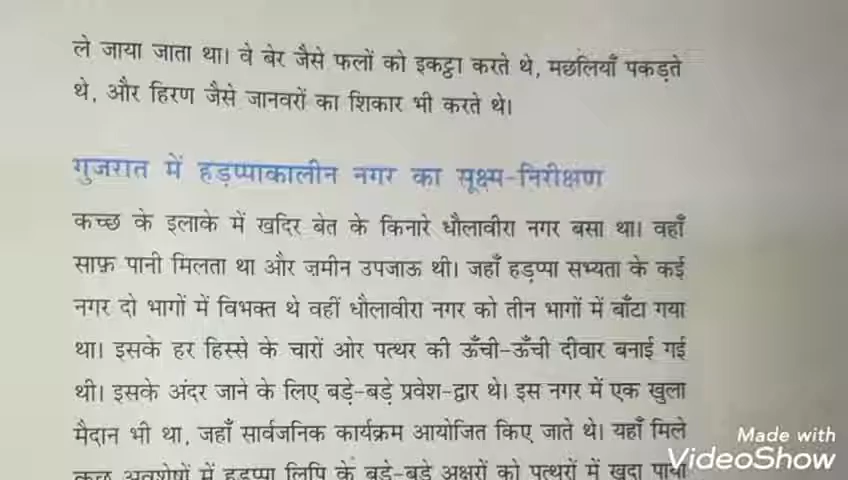 ले जाया जाता था। वे बेर जैसे फलों को इकट्ठा करते थे, मछलियाँ पकड़ते
थे, और हिरण जैसे जानवरों का शिकार भी करते थे।
गुजरात में हड़प्पाकालीन नगर का सूक्ष्म-निरीक्षण
कच्छ के इलाके में खदिर बेत के किनारे धौलावीरा नगर बसा था। वहाँ
साफ़ पानी मिलता था और ज़मीन उपजाऊ थी। जहाँ हड़प्पा सभ्यता के कई
नगर दो भागों में विभक्त थे वहीं धौलावीरा नगर को तीन भागों में बाँटा गया
था। इसके हर हिस्से के चारों ओर पत्थर की ऊँची-ऊँची दीवार बनाई गई
थी। इसके अंदर जाने के लिए बड़े-बड़े प्रवेश-द्वार थे। इस नगर में एक खुला
मैदान भी था, जहाँ सार्वजनिक कार्यक्रम आयोजित किए जाते थे। यहाँ मिले
कुछ अवशेषों में हड़प्पा लिपि के बड़े-बड़े अक्षरों को पत्थरों में खुदा पाया
Made with
VideoShow